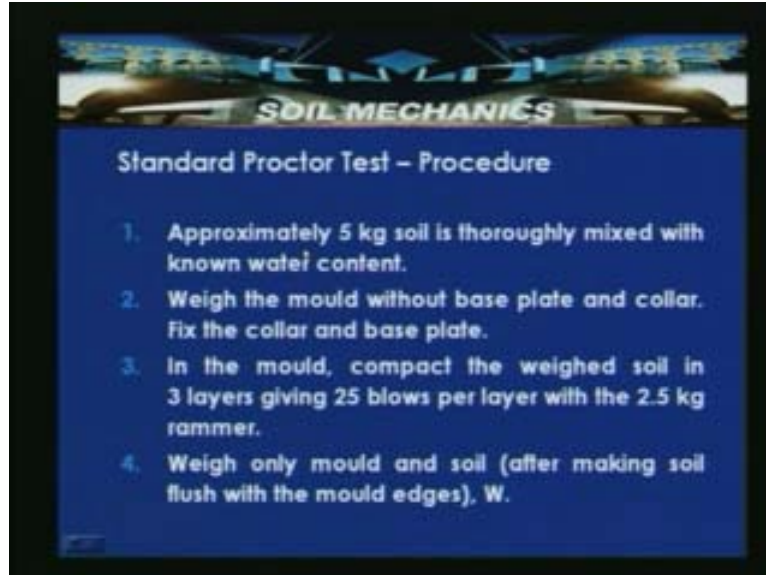 SOIL MECHANICS
Standard Proctor Test – Procedure
1. Approximately 5 kg soil is thoroughly mixed with
known water content.
2. Weigh the mould without base plate and collar.
Fix the collar and base plate.
3. In the mould, compact the weighed soil in
3 layers giving 25 blows per layer with the 2.5 kg
rammer.
4. Weigh only mould and soil (after making soil
flush with the mould edges), W.